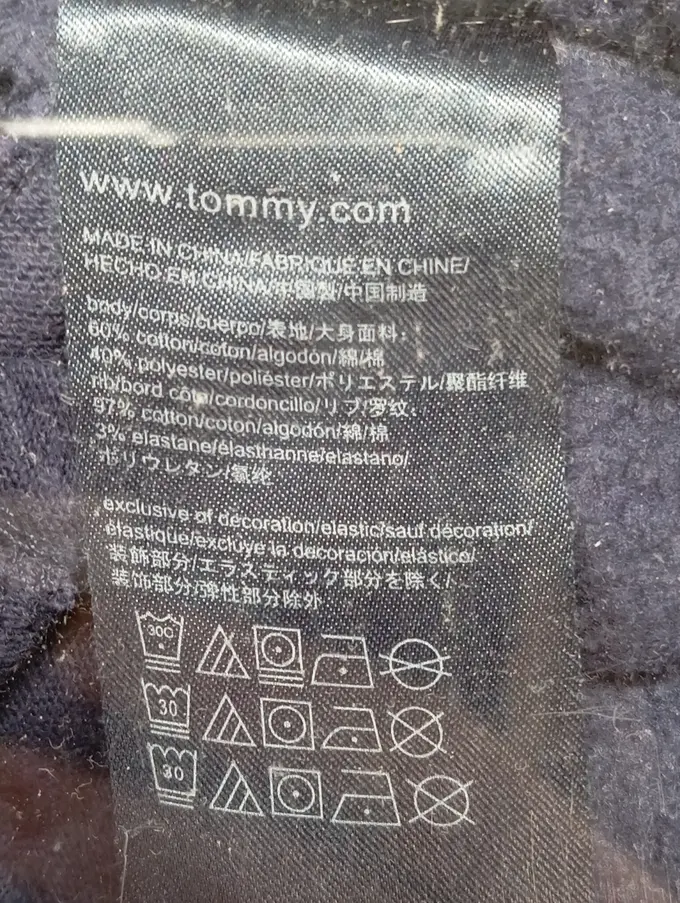 www.tommy.com
MADE IN CHINA/FABRIQUÉ EN CHINE/
HECHO EN CHINA/中国製/中国制造
body/corps/cuerpo/表地/大身面料:
60% cotton/coton/algodón/綿/棉
40% polyester/poliéster/ポリエステル/聚酯纤维
rib/bord côte/cordoncillo/リブ/罗纹:
97% cotton/coton/algodón/綿/棉
3% elastane/élasthanne/elastano/
ポリウレタン/氨纶
exclusive of decoration/elastic/sauf décoration/
élastique/excluye la decoración/elástico/
装飾部分/エラスティック部分を除く/
装饰部分/弹性部分除外
30C
30
30